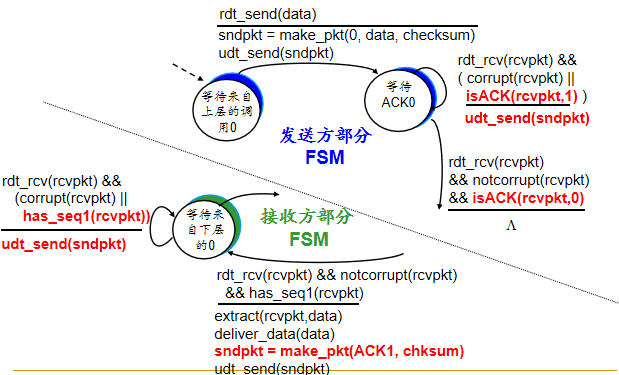 rdt_send(data)
sndpkt = make_pkt(0, data, checksum)
udt_send(sndpkt)
等待来自
上层的调
用0
等待
ACK0
rdt_rcv(rcvpkt) &&
( corrupt(rcvpkt) ||
isACK(rcvpkt,1) )
udt_send(sndpkt)
发送方部分
FSM
rdt_rcv(rcvpkt)
&& notcorrupt(rcvpkt)
&& isACK(rcvpkt,0)
Λ
rdt_rcv(rcvpkt) &&
(corrupt(rcvpkt) ||
has_seq1(rcvpkt))
udt_send(sndpkt)
等待来
自下层
的0
接收方部分
FSM
rdt_rcv(rcvpkt) && notcorrupt(rcvpkt)
&& has_seq1(rcvpkt)
extract(rcvpkt,data)
deliver_data(data)
sndpkt = make_pkt(ACK1, chksum)
udt_send(sndpkt)